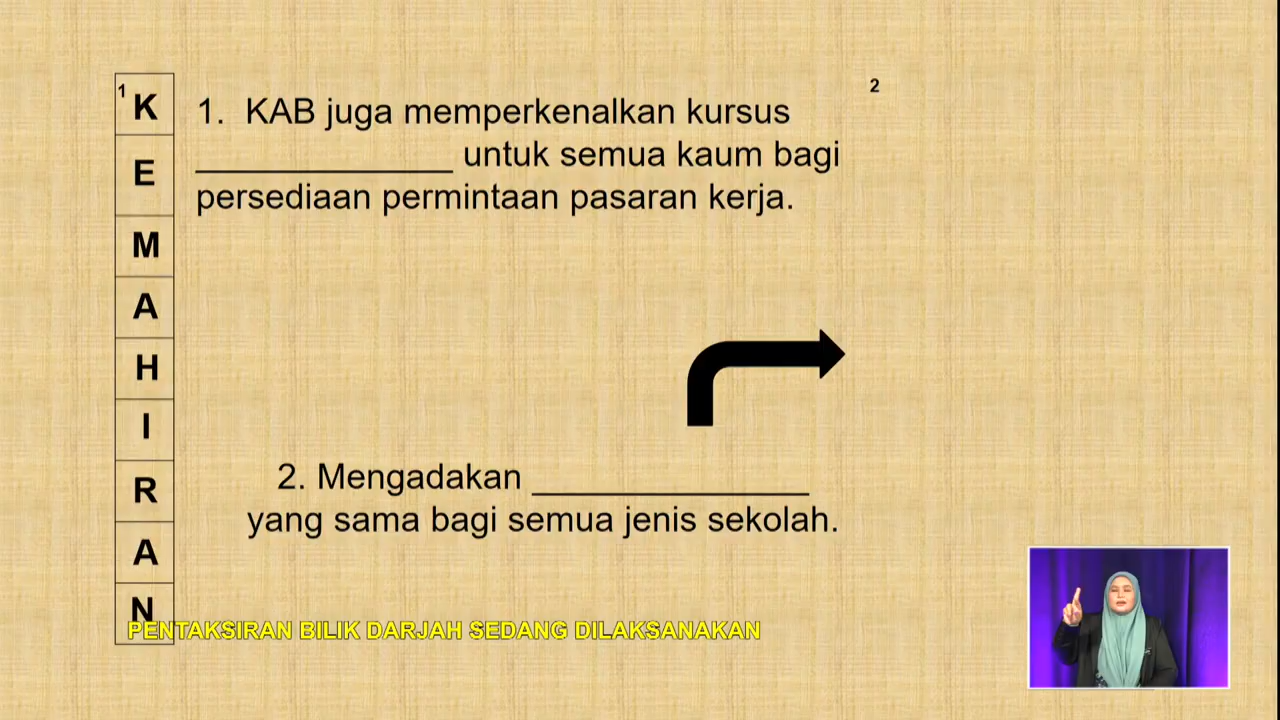 1
K
E
M
A
H
I
R
A
N
1. KAB juga memperkenalkan kursus
_______________ untuk semua kaum bagi
persediaan permintaan pasaran kerja.
2
2. Mengadakan ________________
yang sama bagi semua jenis sekolah.
PENTAKSIRAN BILIK DARJAH SEDANG DILAKSANAKAN